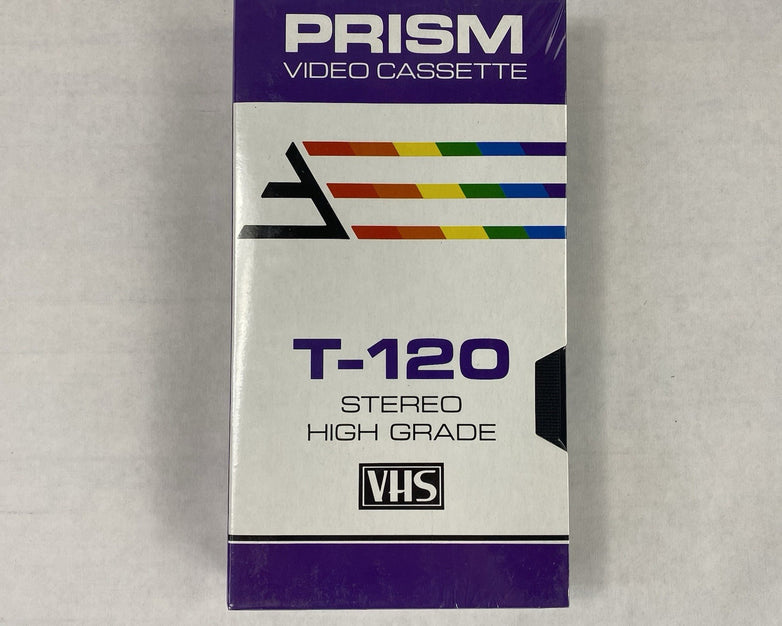 PRISM
VIDEO CASSETTE
T-120
STEREO
HIGH GRADE
VHS